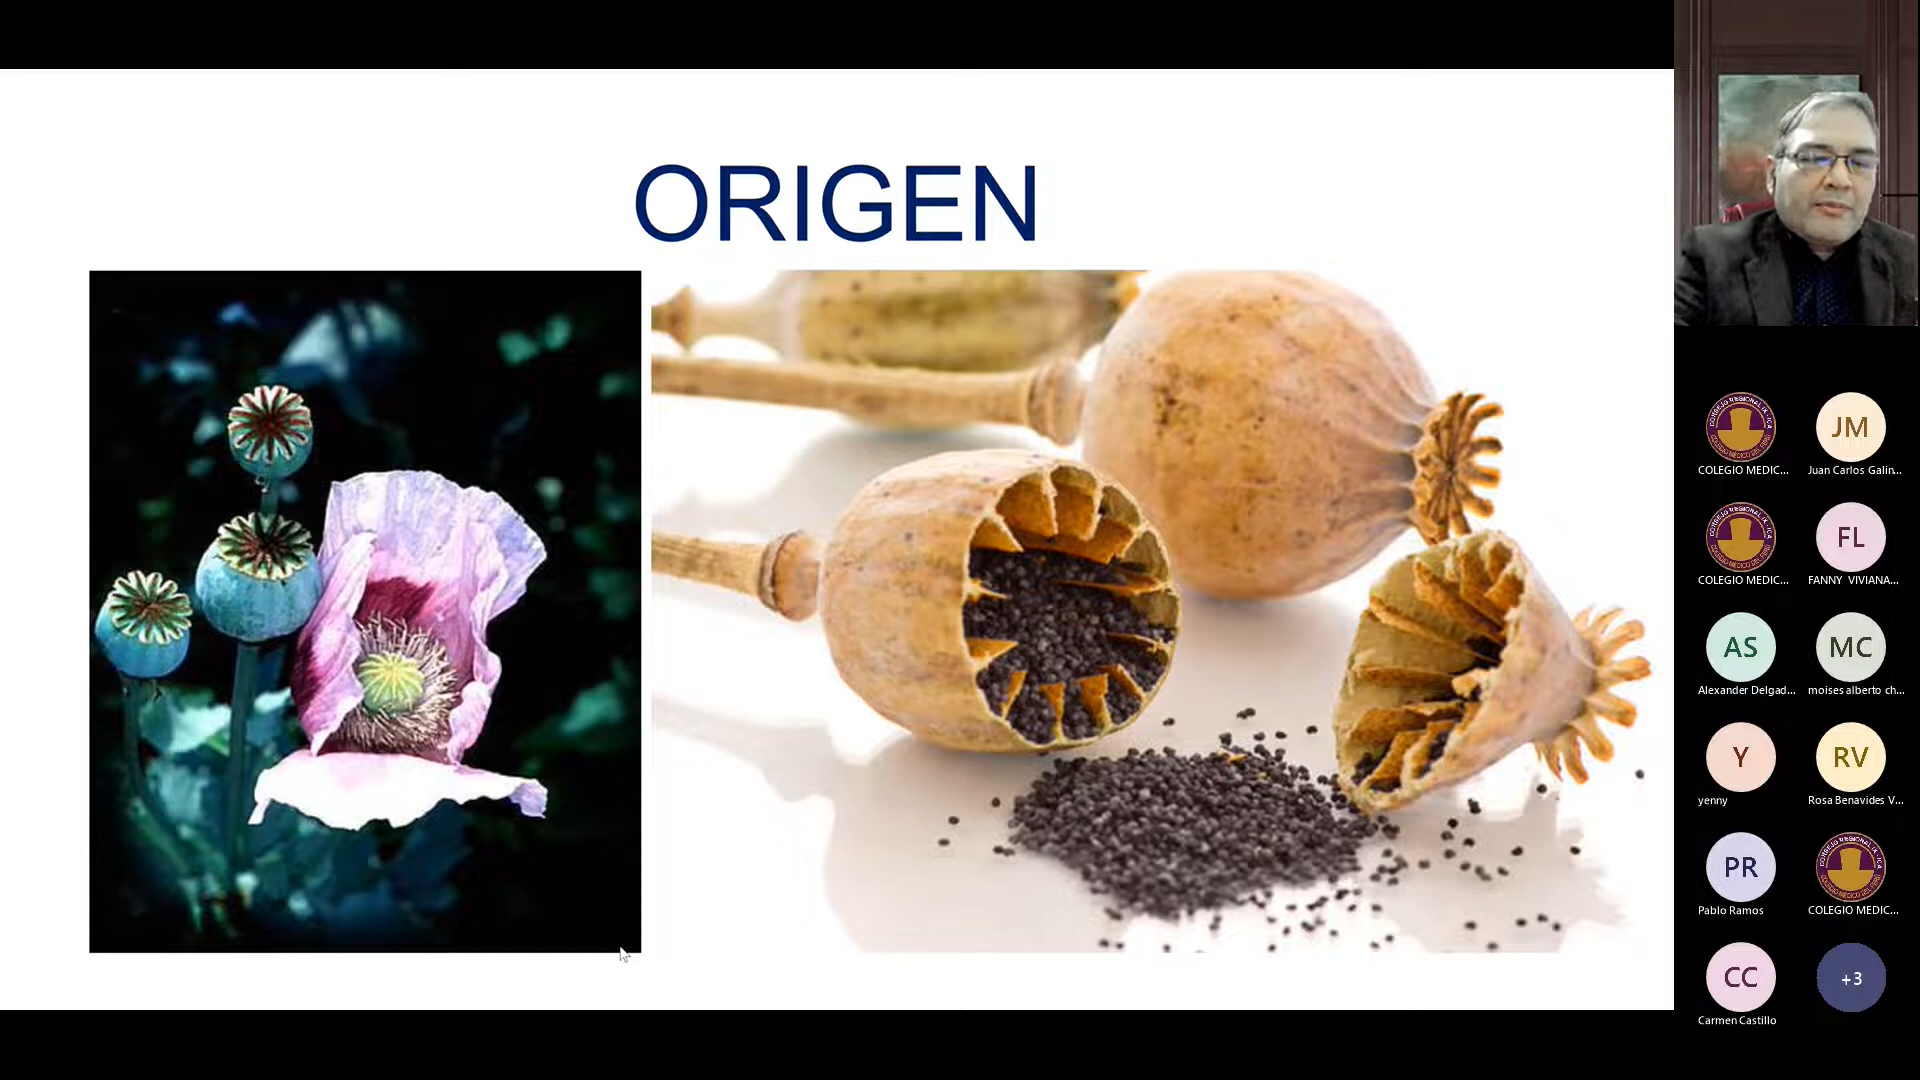 ORIGEN
COLEGIO MEDIC...
JM
Juan Carlos Galin...
COLEGIO MEDIC...
FL
FANNY VIVIANA...
AS
Alexander Delgad...
MC
moises alberto ch...
Y
yenny
RV
Rosa Benavides V...
PR
Pablo Ramos
COLEGIO MEDIC...
CC
Carmen Castillo
+3